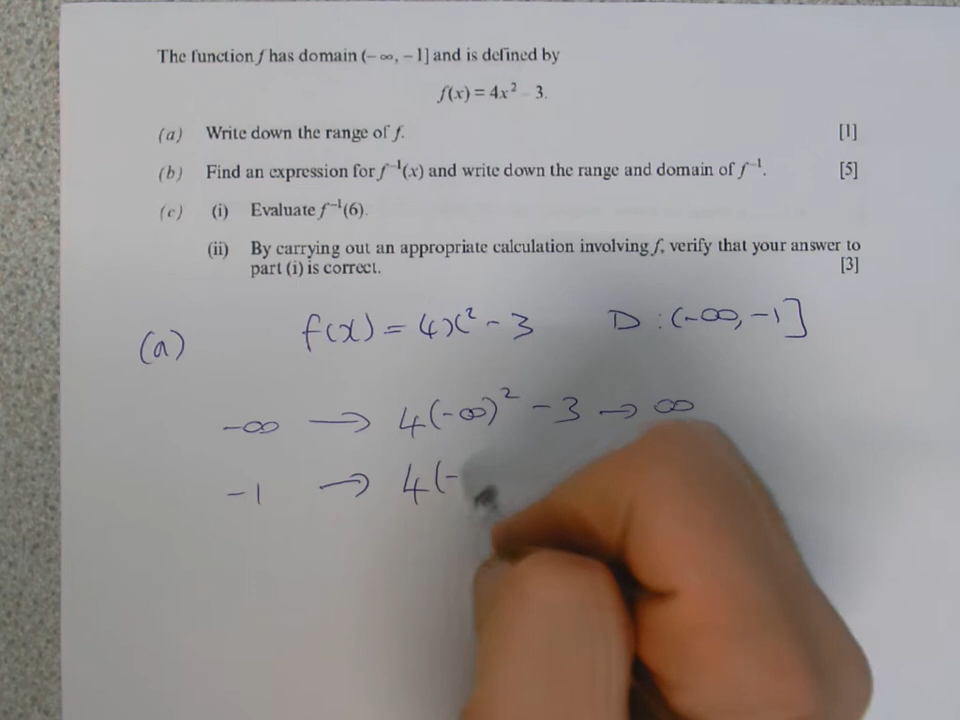 The function f has domain (−∞, −1] and is defined by
f(x) = 4x² − 3.
(a) Write down the range of f. [1]
(b) Find an expression for f⁻¹(x) and write down the range and domain of f⁻¹. [5]
(c) (i) Evaluate f⁻¹(6).
(ii) By carrying out an appropriate calculation involving f, verify that your answer to
part (i) is correct. [3]
(a) f(x) = 4x² − 3 D : (−∞, −1]
−∞ → 4(−∞)² − 3 → ∞
−1 → 4(−